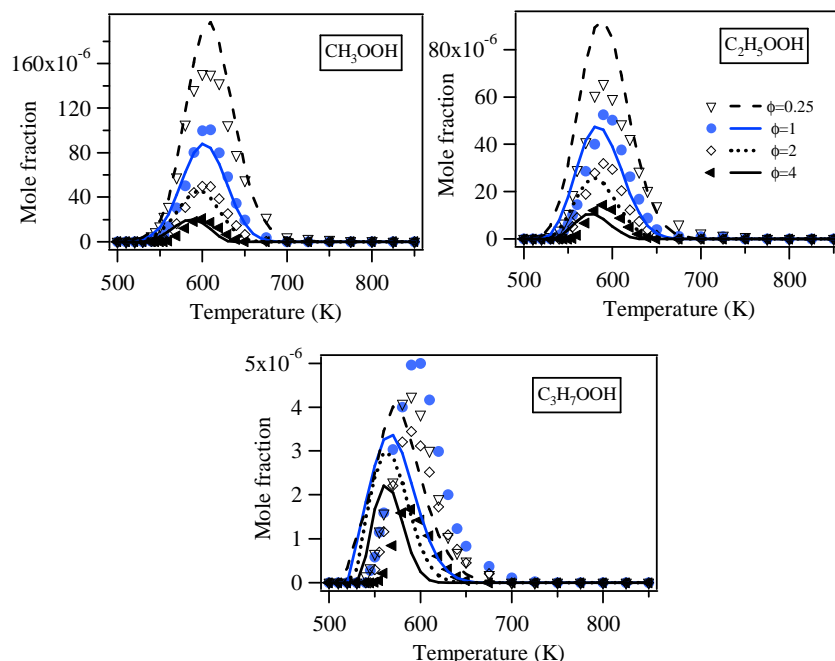 CH3OOH
160x10-6
120
80
40
0
Mole fraction
500
600
700
800
Temperature (K)
C2H5OOH
80x10-6
60
40
20
0
Mole fraction
ϕ=0.25
ϕ=1
ϕ=2
ϕ=4
500
600
700
800
Temperature (K)
C3H7OOH
5x10-6
4
3
2
1
0
Mole fraction
500
600
700
800
Temperature (K)